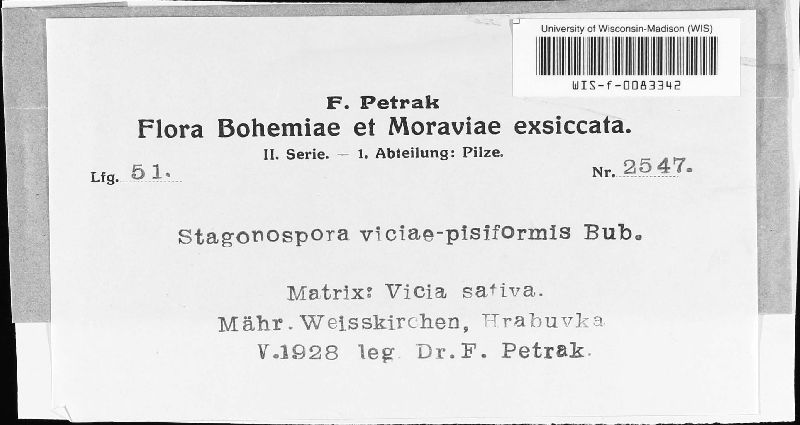 University of Wisconsin-Madison (WIS)
WIS-f-0083342
F. Petrak
Flora Bohemiae et Moraviae exsiccata.
II. Serie. — 1. Abteilung: Pilze.
Lfg. 51.
Nr. 2547.
Stagonospora viciae-pisiformis Bub.
Matrix: Vicia sativa.
Mähr. Weisskirchen, Hrabuvka
V.1928 leg. Dr. F. Petrak.